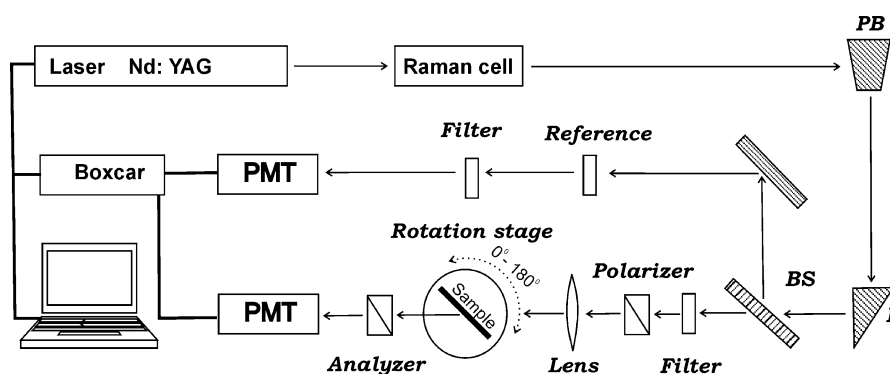 PB
Laser Nd: YAG
Raman cell
Filter
Reference
Boxcar
PMT
Rotation stage
0° - 180°
Sample
Polarizer
BS
PMT
Analyzer
Lens
Filter